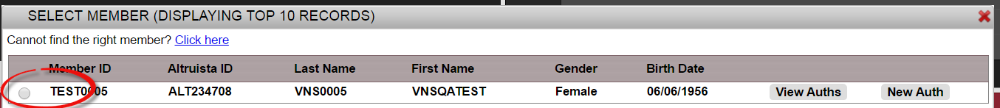 SELECT MEMBER (DISPLAYING TOP 10 RECORDS)
Cannot find the right member? Click here
Member ID Altruista ID Last Name First Name Gender Birth Date
TEST0005 ALT234708 VNS0005 VNSQATEST Female 06/06/1956 View Auths New Auth